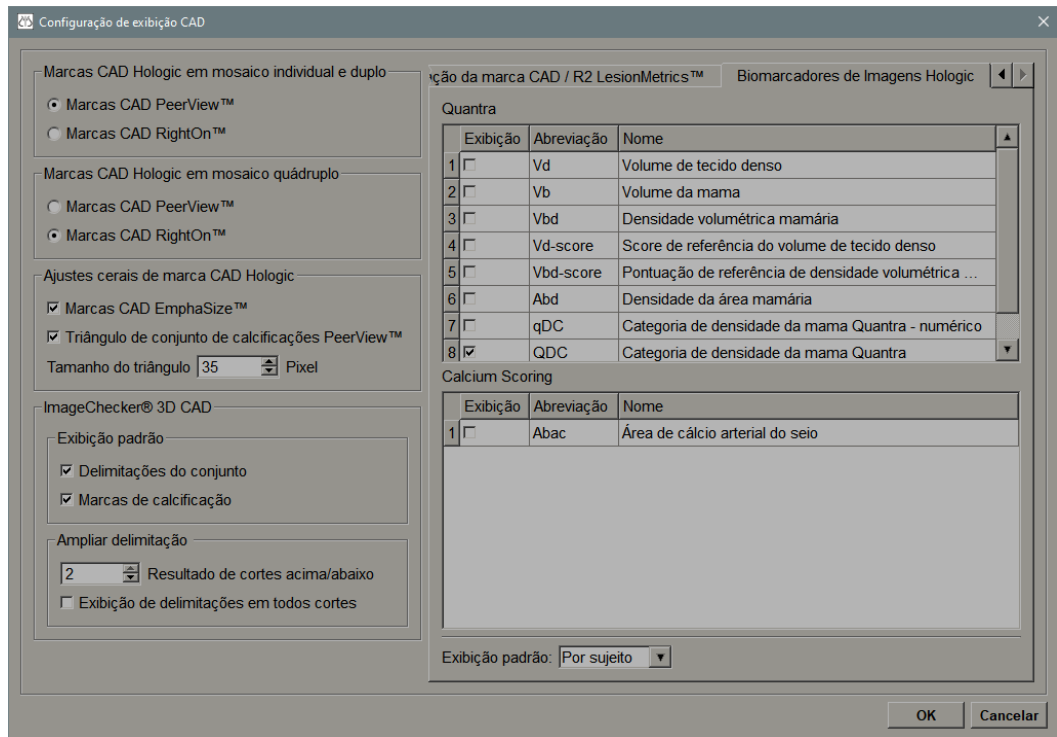 Configuração de exibição CAD
Marcas CAD Hologic em mosaico individual e duplo
Marcas CAD PeerView™
Marcas CAD RightOn™
Marcas CAD Hologic em mosaico quádruplo
Marcas CAD PeerView™
Marcas CAD RightOn™
Ajustes cerais de marca CAD Hologic
Marcas CAD EmphaSize™
Triângulo de conjunto de calcificações PeerView™
Tamanho do triângulo 35 Pixel
ImageChecker® 3D CAD
Exibição padrão
Delimitações do conjunto
Marcas de calcificação
Ampliar delimitação
2 Resultado de cortes acima/abaixo
Exibição de delimitações em todos cortes
ção da marca CAD / R2 LesionMetrics™ Biomarcadores de Imagens Hologic
Quantra
Exibição Abreviação Nome
1 Vd Volume de tecido denso
2 Vb Volume da mama
3 Vbd Densidade volumétrica mamária
4 Vd-score Score de referência do volume de tecido denso
5 Vbd-score Pontuação de referência de densidade volumétrica ...
6 Abd Densidade da área mamária
7 qDC Categoria de densidade da mama Quantra - numérico
8 QDC Categoria de densidade da mama Quantra
Calcium Scoring
Exibição Abreviação Nome
1 Abac Área de cálcio arterial do seio
Exibição padrão: Por sujeito
OK Cancelar